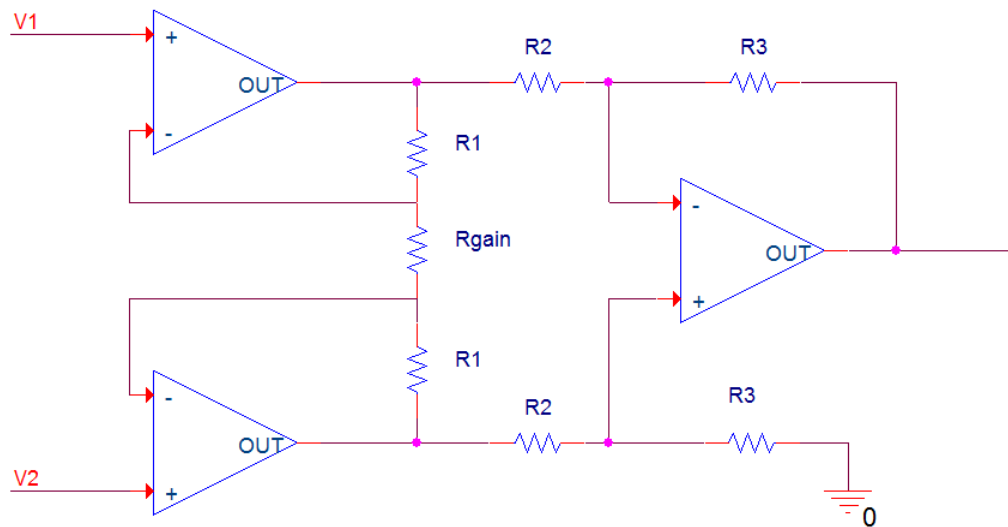 V1
+
-
OUT
R2
R3
R1
Rgain
-
+
OUT
R1
R2
R3
-
+
OUT
V2
0